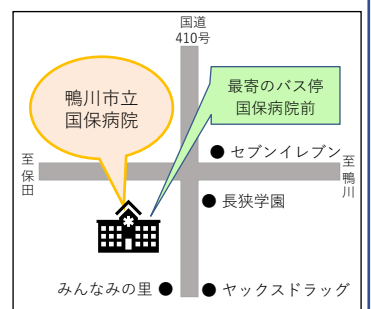 国道
410号
鴨川市立
国保病院
最寄のバス停
国保病院前
セブンイレブン
至保田
至鴨川
長狭学園
みんなみの里
ヤックスドラッグ